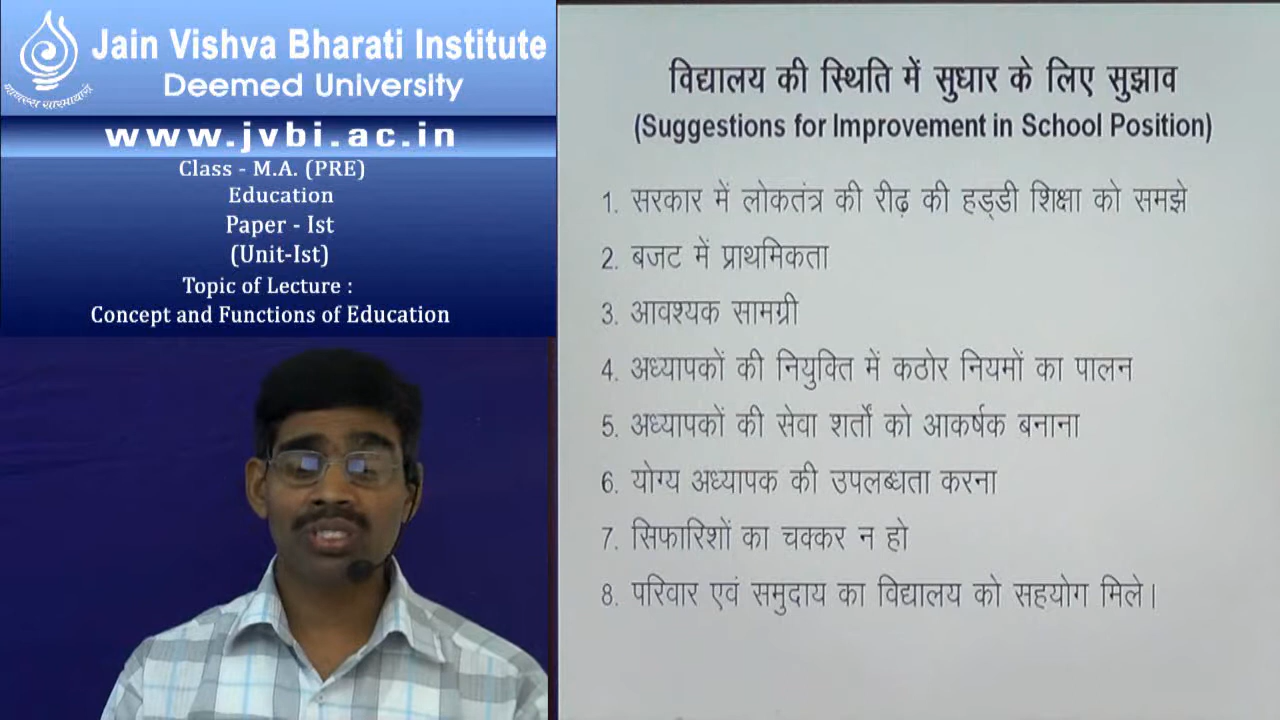 Jain Vishva Bharati Institute
Deemed University
www.jvbi.ac.in
Class - M.A. (PRE)
Education
Paper - Ist
(Unit-Ist)
Topic of Lecture :
Concept and Functions of Education
विद्यालय की स्थिति में सुधार के लिए सुझाव
(Suggestions for Improvement in School Position)
1. सरकार में लोकतंत्र की रीढ़ की हड्डी शिक्षा को समझे
2. बजट में प्राथमिकता
3. आवश्यक सामग्री
4. अध्यापकों की नियुक्ति में कठोर नियमों का पालन
5. अध्यापकों की सेवा शर्तों को आकर्षक बनाना
6. योग्य अध्यापक की उपलब्धता करना
7. सिफारिशों का चक्कर न हो
8. परिवार एवं समुदाय का विद्यालय को सहयोग मिले।